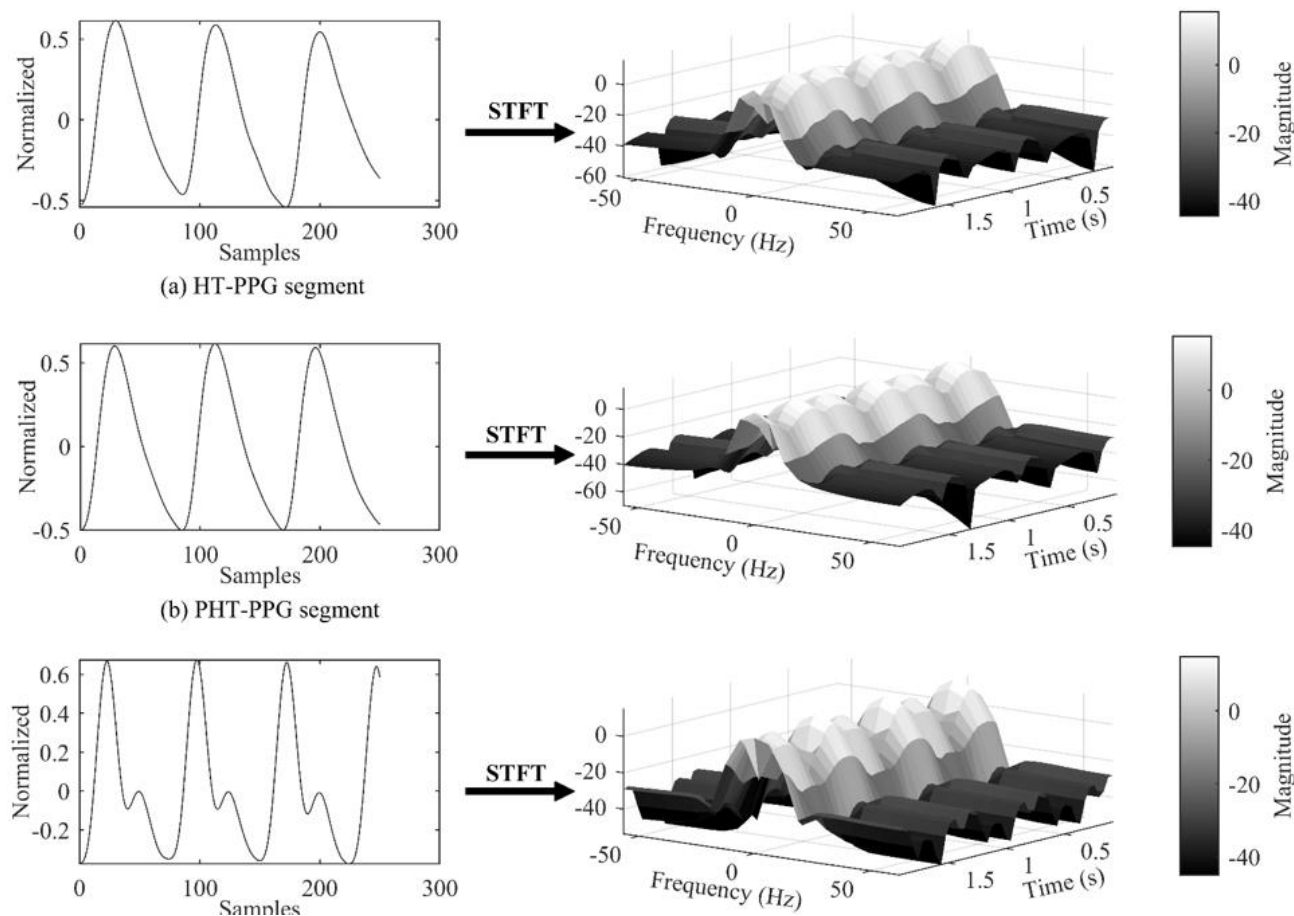 0.5
0
-0.5
Normalized
0 100 200 300
Samples
(a) HT-PPG segment
STFT
0
-20
-40
-60
-50 0 50
Frequency (Hz)
1.5 1 0.5
Time (s)
0
-20
-40
Magnitude
0.5
0
-0.5
Normalized
0 100 200 300
Samples
(b) PHT-PPG segment
STFT
0
-20
-40
-60
-50 0 50
Frequency (Hz)
1.5 1 0.5
Time (s)
0
-20
-40
Magnitude
0.6
0.4
0.2
0
-0.2
Normalized
0 100 200 300
Samples
STFT
0
-20
-40
-50 0 50
Frequency (Hz)
1.5 1 0.5
Time (s)
0
-20
-40
Magnitude